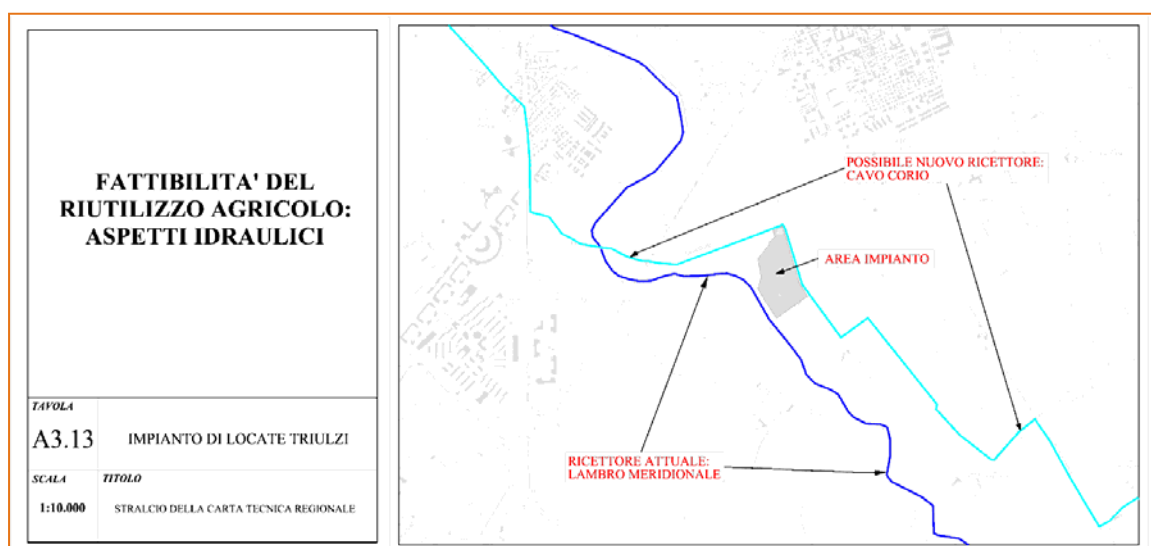 FATTIBILITA' DEL
RIUTILIZZO AGRICOLO:
ASPETTI IDRAULICI
TAVOLA
A3.13
IMPIANTO DI LOCATE TRIULZI
SCALA
TITOLO
1:10.000
STRALCIO DELLA CARTA TECNICA REGIONALE
POSSIBILE NUOVO RICETTORE:
CAVO CORIO
AREA IMPIANTO
RICETTORE ATTUALE:
LAMBRO MERIDIONALE